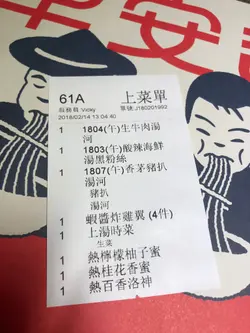 平安
61A 上菜單
服務員:Vicky 單號:J180201993
2018/02/14 13:04:40
1 1804(午)生牛肉湯
河
1 1803(午)酸辣海鮮
湯黑粉絲
1 1807(午)香茅豬扒
湯河
豬扒
湯河
1 蝦醬炸雞翼 (4件)
1 上湯時菜
生菜
1 熱檸檬柚子蜜
1 熱桂花香蜜
1 熱百香洛神